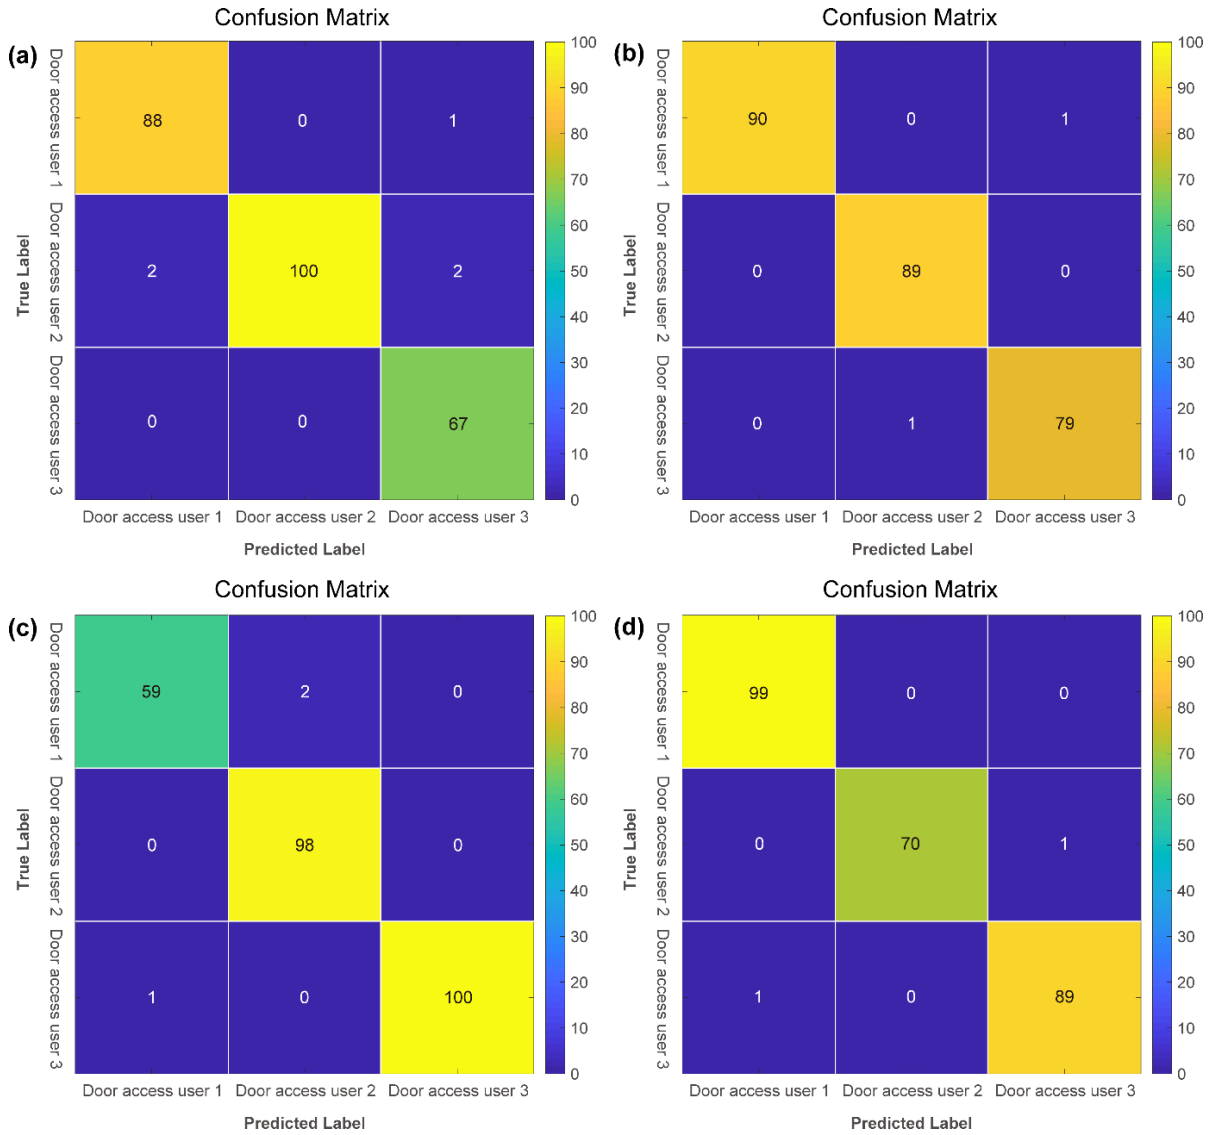 Confusion Matrix
(a)
Door access user 1
Door access user 2
Door access user 3
True Label
88 0 1
2 100 2
0 0 67
Door access user 1 Door access user 2 Door access user 3
Predicted Label
100
90
80
70
60
50
40
30
20
10
0
Confusion Matrix
(b)
Door access user 1
Door access user 2
Door access user 3
True Label
90 0 1
0 89 0
0 1 79
Door access user 1 Door access user 2 Door access user 3
Predicted Label
100
90
80
70
60
50
40
30
20
10
0
Confusion Matrix
(c)
Door access user 1
Door access user 2
Door access user 3
True Label
59 2 0
0 98 0
1 0 100
Door access user 1 Door access user 2 Door access user 3
Predicted Label
100
90
80
70
60
50
40
30
20
10
0
Confusion Matrix
(d)
Door access user 1
Door access user 2
Door access user 3
True Label
99 0 0
0 70 1
1 0 89
Door access user 1 Door access user 2 Door access user 3
Predicted Label
100
90
80
70
60
50
40
30
20
10
0